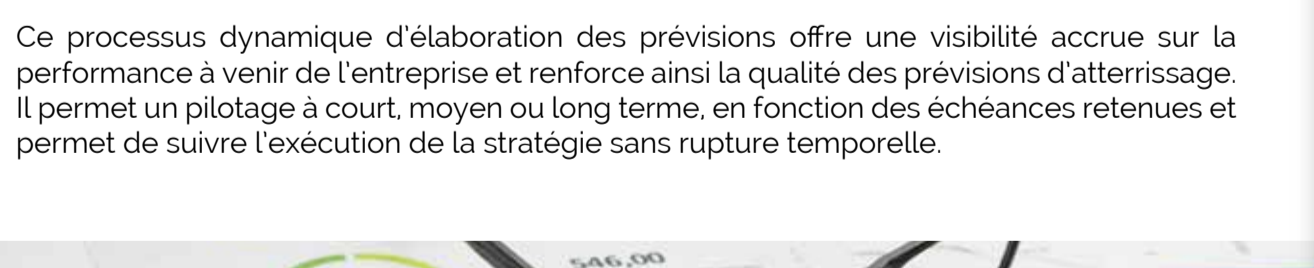 Ce processus dynamique d'élaboration des prévisions offre une visibilité accrue sur la
performance à venir de l'entreprise et renforce ainsi la qualité des prévisions d'atterrissage.
Il permet un pilotage à court, moyen ou long terme, en fonction des échéances retenues et
permet de suivre l'exécution de la stratégie sans rupture temporelle.
546,00